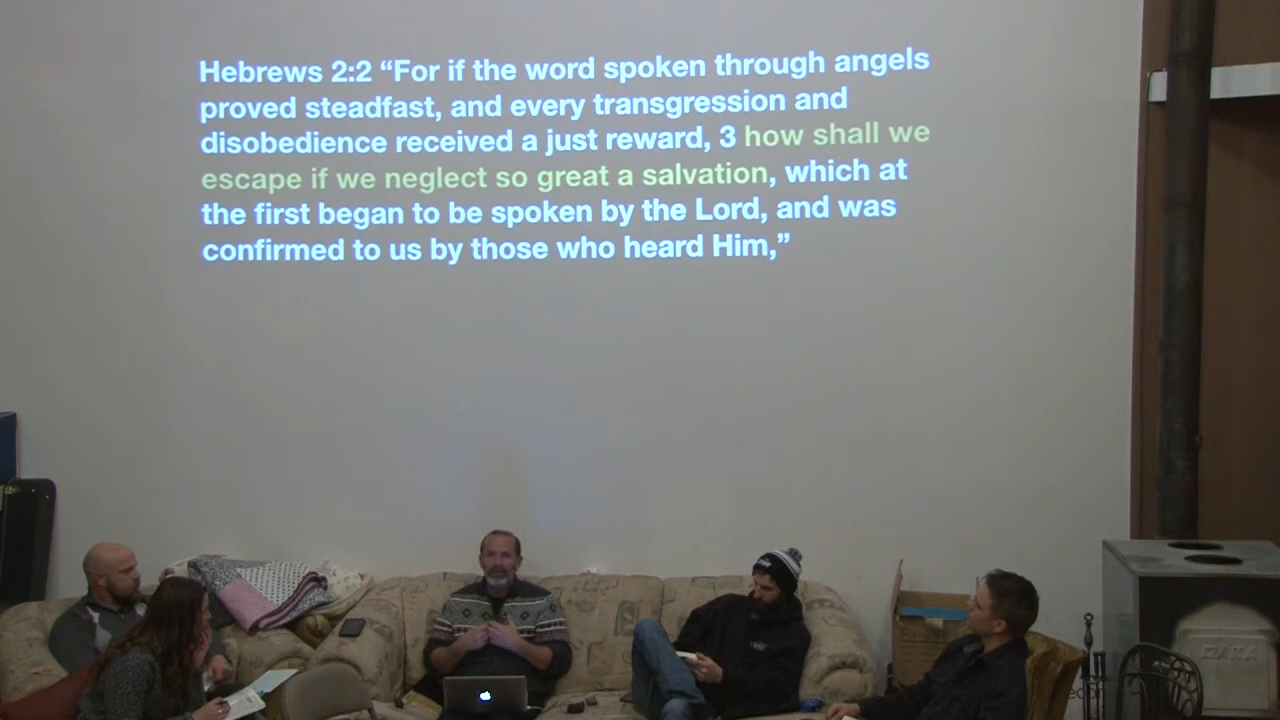 Hebrews 2:2 “For if the word spoken through angels
proved steadfast, and every transgression and
disobedience received a just reward, 3 how shall we
escape if we neglect so great a salvation, which at
the first began to be spoken by the Lord, and was
confirmed to us by those who heard Him,”
DAKA